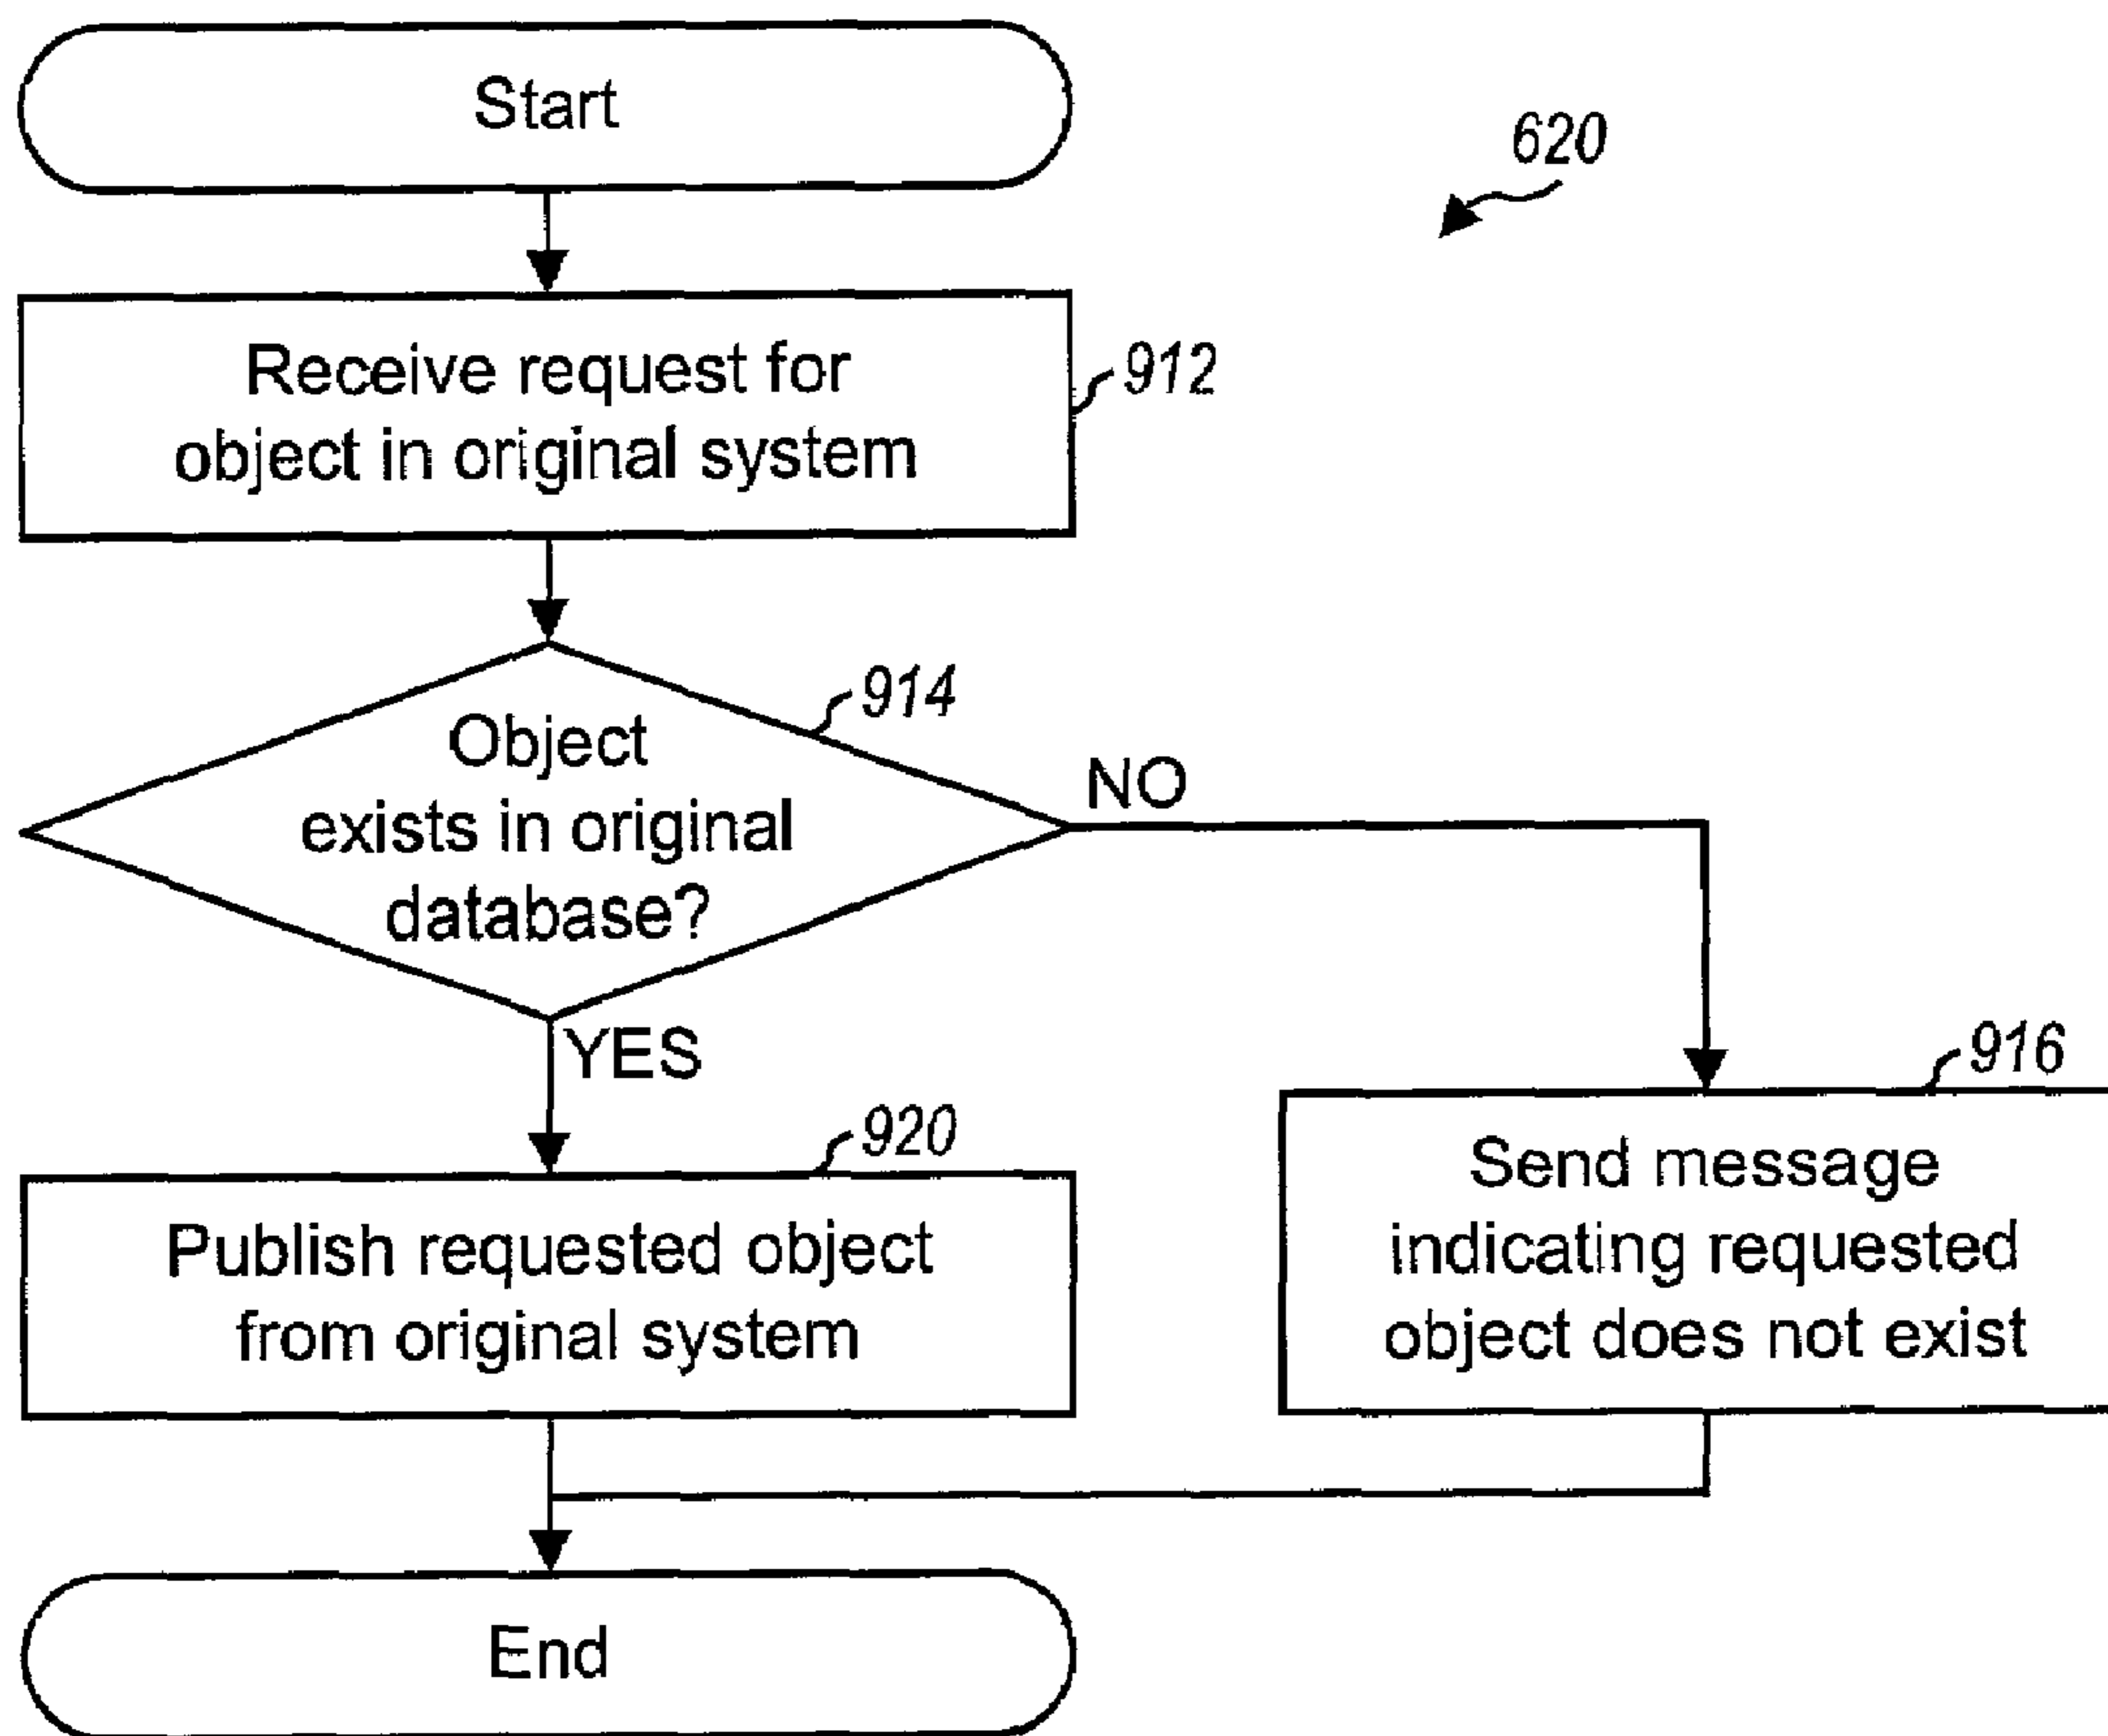 Start
620
Receive request for
object in original system
912
914
Object
exists in original
database?
NO
YES
920
916
Publish requested object
from original system
Send message
indicating requested
object does not exist
End